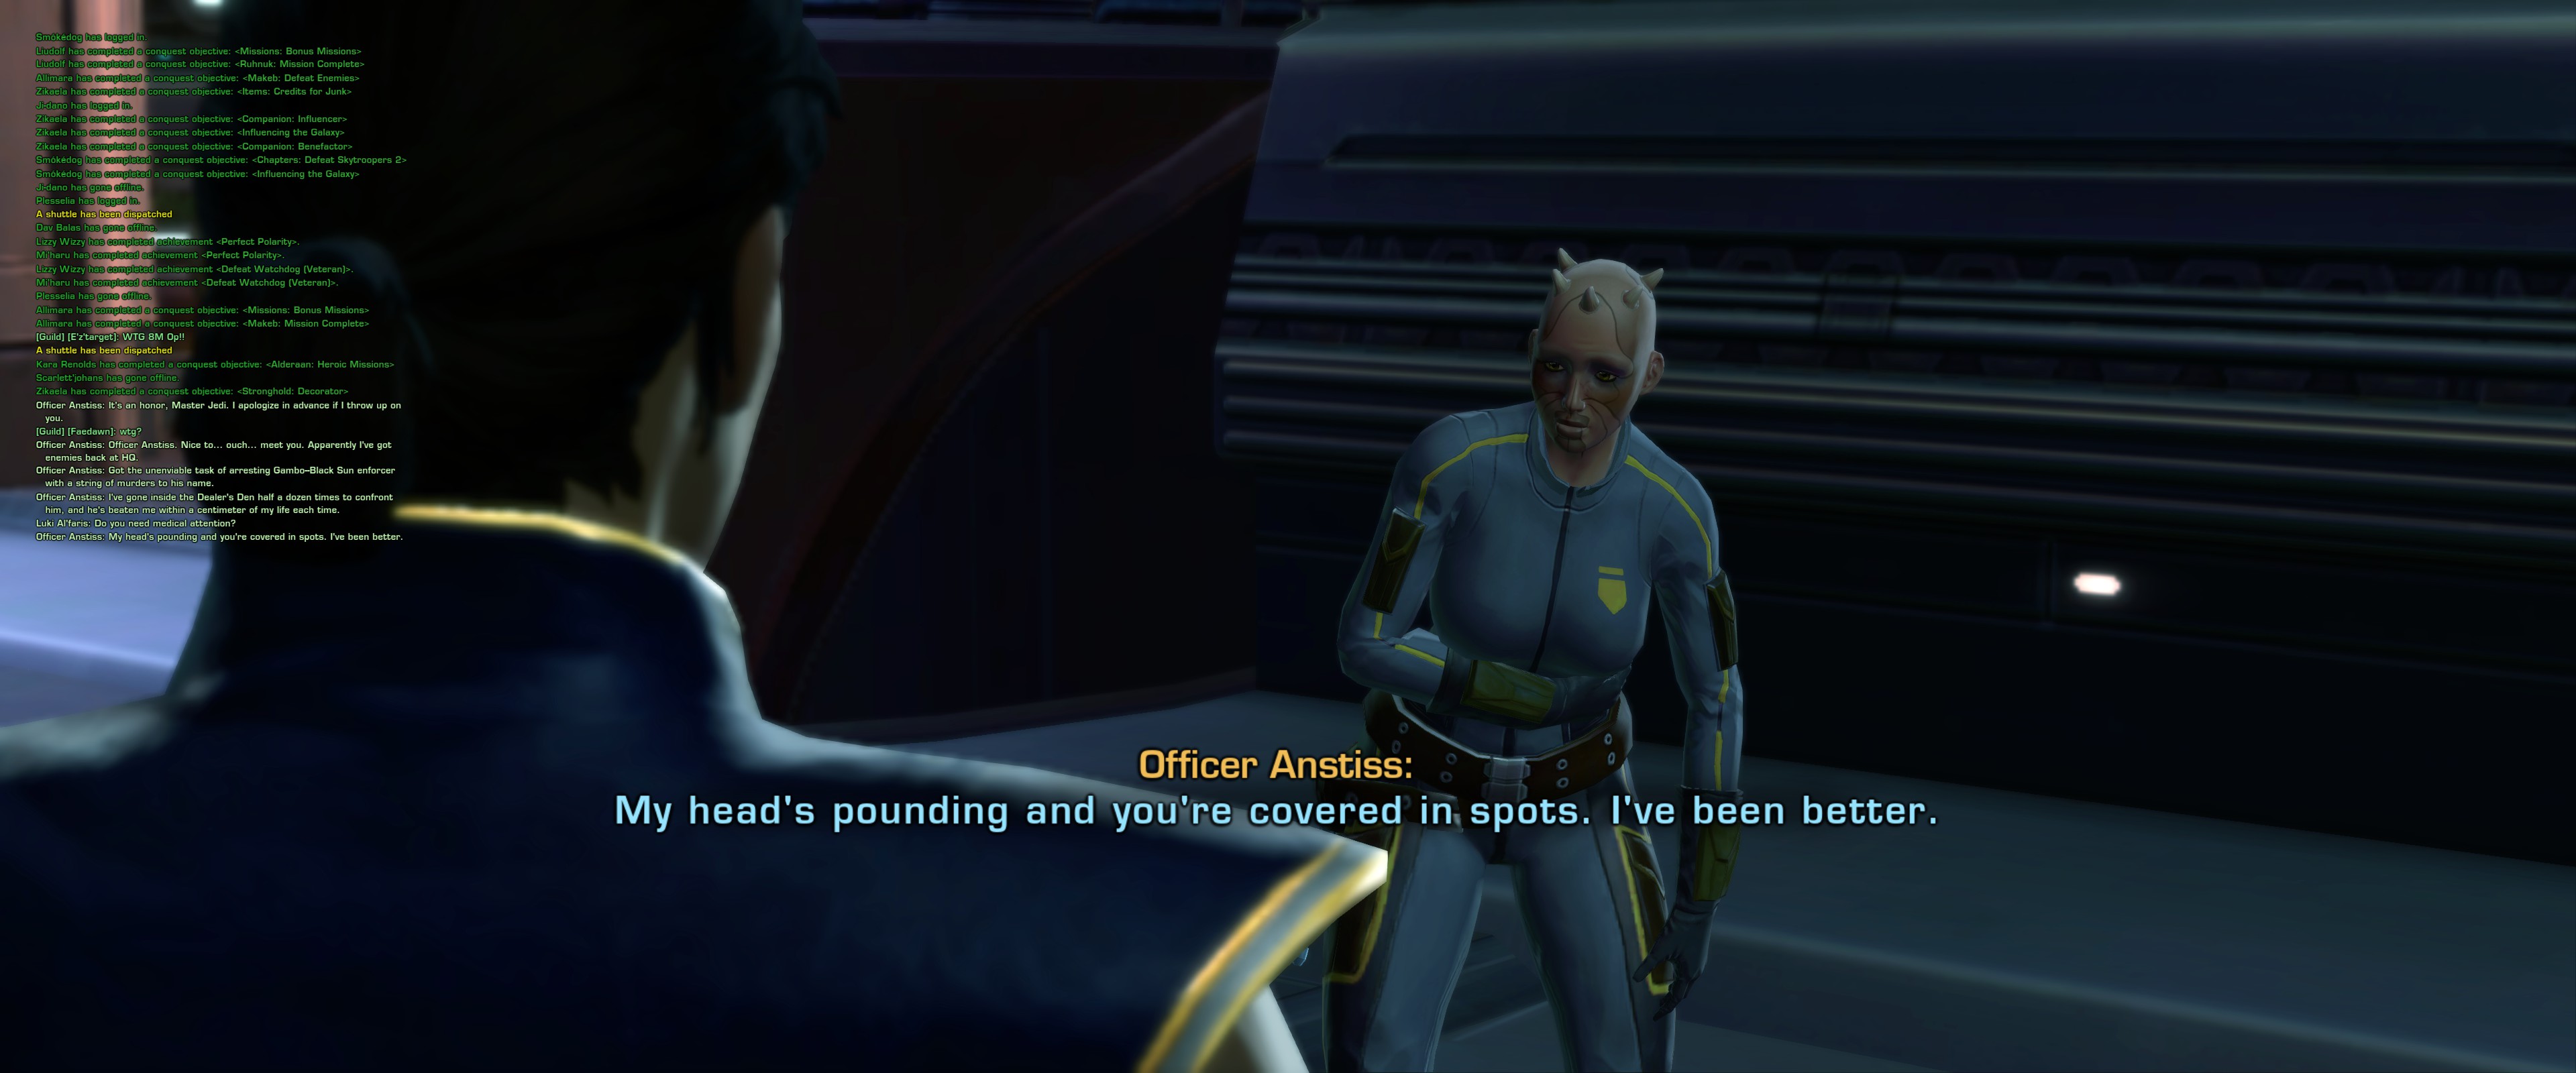 Smòkèdog has logged in.
Liudolf has completed a conquest objective: <Missions: Bonus Missions>
Liudolf has completed a conquest objective: <Ruhnuk: Mission Complete>
Allimara has completed a conquest objective: <Makeb: Defeat Enemies>
Zikaela has completed a conquest objective: <Items: Credits for Junk>
Ji-dano has logged in.
Zikaela has completed a conquest objective: <Companion: Influencer>
Zikaela has completed a conquest objective: <Influencing the Galaxy>
Zikaela has completed a conquest objective: <Companion: Benefactor>
Smòkèdog has completed a conquest objective: <Chapters: Defeat Skytroopers 2>
Smòkèdog has completed a conquest objective: <Influencing the Galaxy>
Ji-dano has gone offline.
Plesselia has logged in.
A shuttle has been dispatched
Dav Balas has gone offline.
Lizzy Wizzy has completed achievement <Perfect Polarity>.
Mi'haru has completed achievement <Perfect Polarity>.
Lizzy Wizzy has completed achievement <Defeat Watchdog (Veteran)>.
Mi'haru has completed achievement <Defeat Watchdog (Veteran)>.
Plesselia has gone offline.
Allimara has completed a conquest objective: <Missions: Bonus Missions>
Allimara has completed a conquest objective: <Makeb: Mission Complete>
[Guild] [E'z'target]: WTG 8M Op!!
A shuttle has been dispatched
Kara Renolds has completed a conquest objective: <Alderaan: Heroic Missions>
Scarlett'johans has gone offline.
Zikaela has completed a conquest objective: <Stronghold: Decorator>
Officer Anstiss: It's an honor, Master Jedi. I apologize in advance if I throw up on
you.
[Guild] [Faedawn]: wtg?
Officer Anstiss: Officer Anstiss. Nice to... ouch... meet you. Apparently I've got
enemies back at HQ.
Officer Anstiss: Got the unenviable task of arresting Gambo–Black Sun enforcer
with a string of murders to his name.
Officer Anstiss: I've gone inside the Dealer's Den half a dozen times to confront
him, and he's beaten me within a centimeter of my life each time.
Luki Al'faris: Do you need medical attention?
Officer Anstiss: My head's pounding and you're covered in spots. I've been better.
Officer Anstiss:
My head's pounding and you're covered in spots. I've been better.